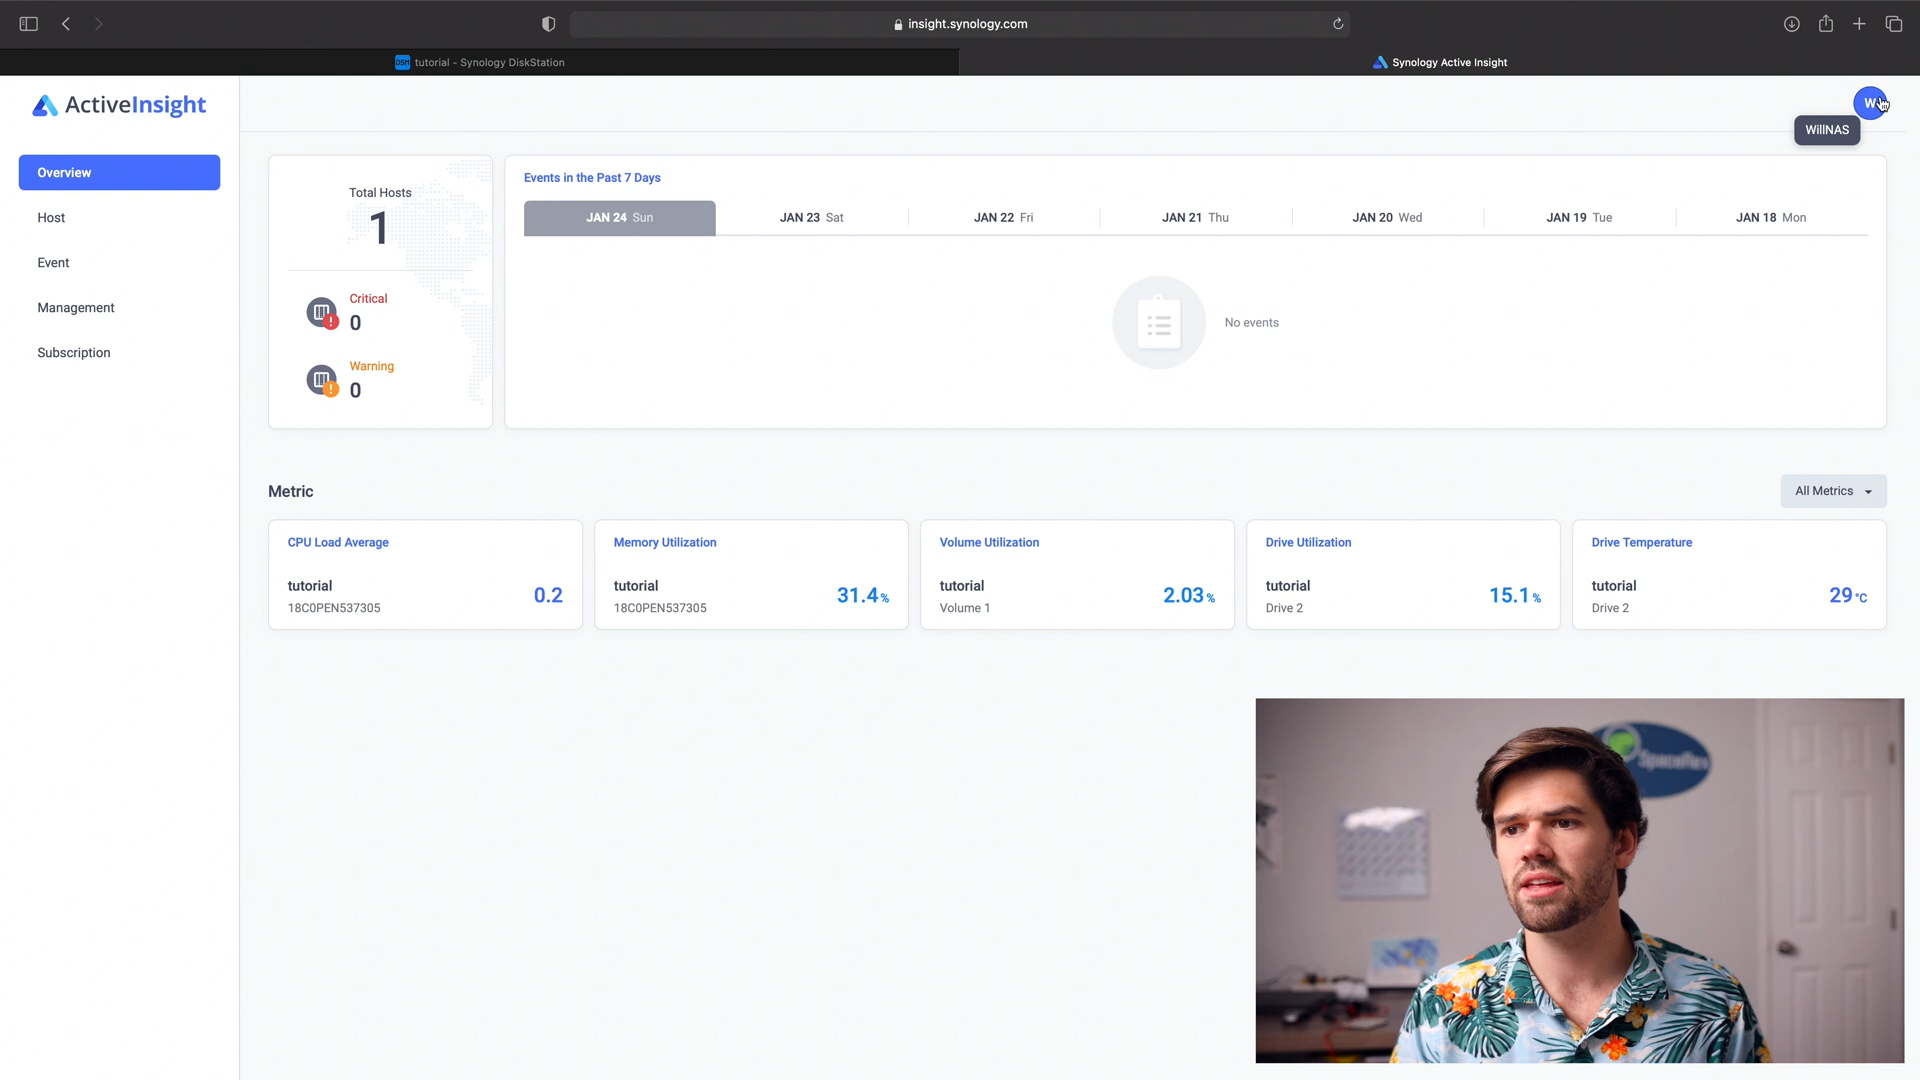 insight.synology.com
DSM tutorial - Synology DiskStation
Synology Active Insight
ActiveInsight
W
WillNAS
Overview
Host
Event
Management
Subscription
Total Hosts
1
Critical
0
Warning
0
Events in the Past 7 Days
JAN 24 Sun
JAN 23 Sat
JAN 22 Fri
JAN 21 Thu
JAN 20 Wed
JAN 19 Tue
JAN 18 Mon
No events
Metric
All Metrics
CPU Load Average
tutorial
18C0PEN537305
0.2
Memory Utilization
tutorial
18C0PEN537305
31.4%
Volume Utilization
tutorial
Volume 1
2.03%
Drive Utilization
tutorial
Drive 2
15.1%
Drive Temperature
tutorial
Drive 2
29°C
SpaceRex